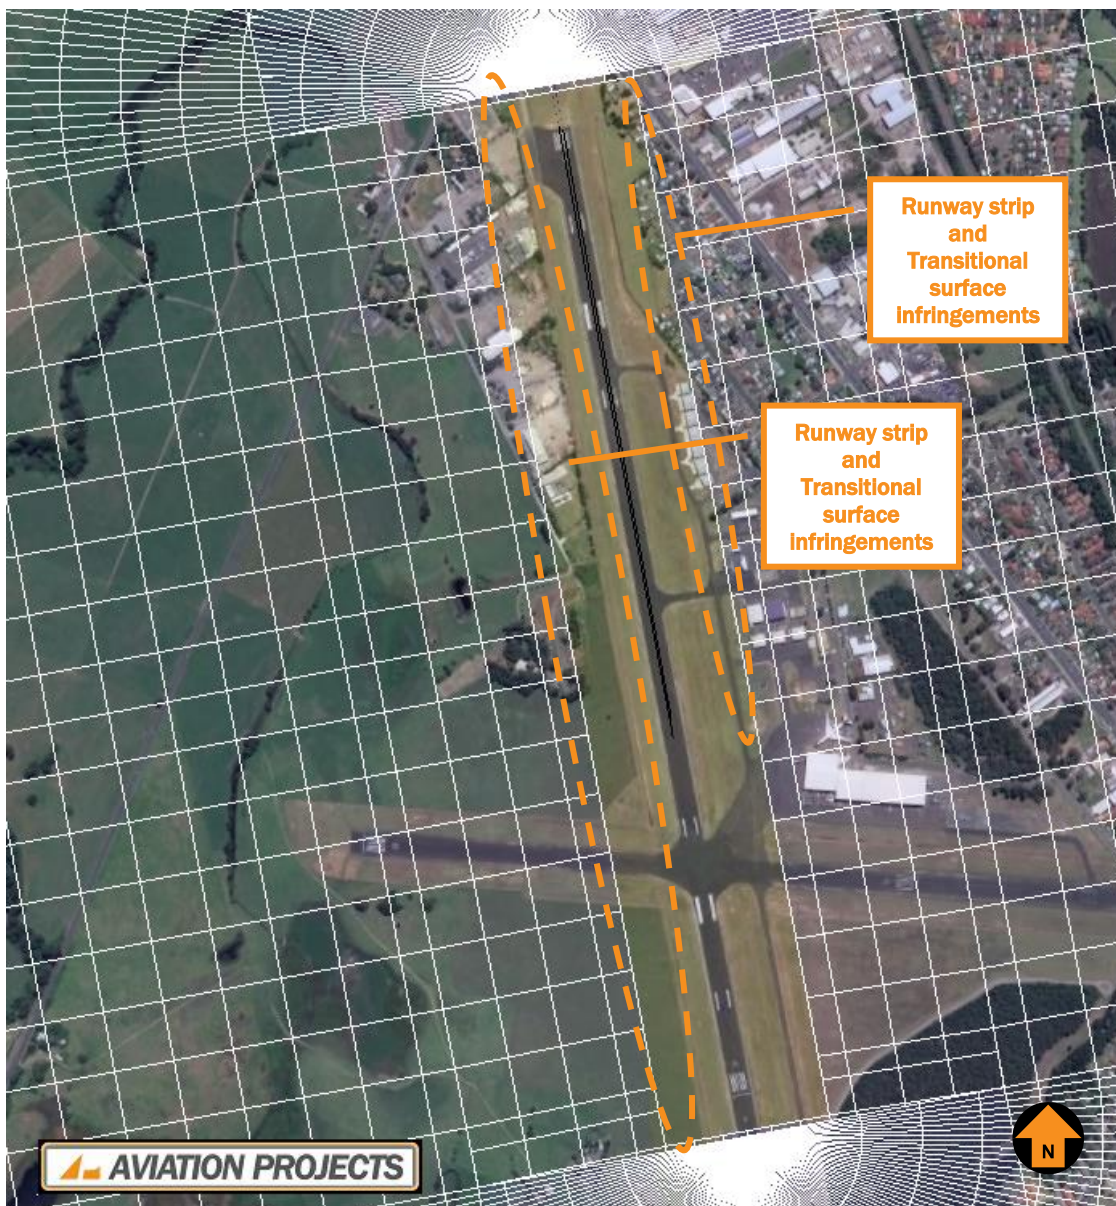 Runway strip
and
Transitional
surface
infringements
Runway strip
and
Transitional
surface
infringements
AVIATION PROJECTS
N